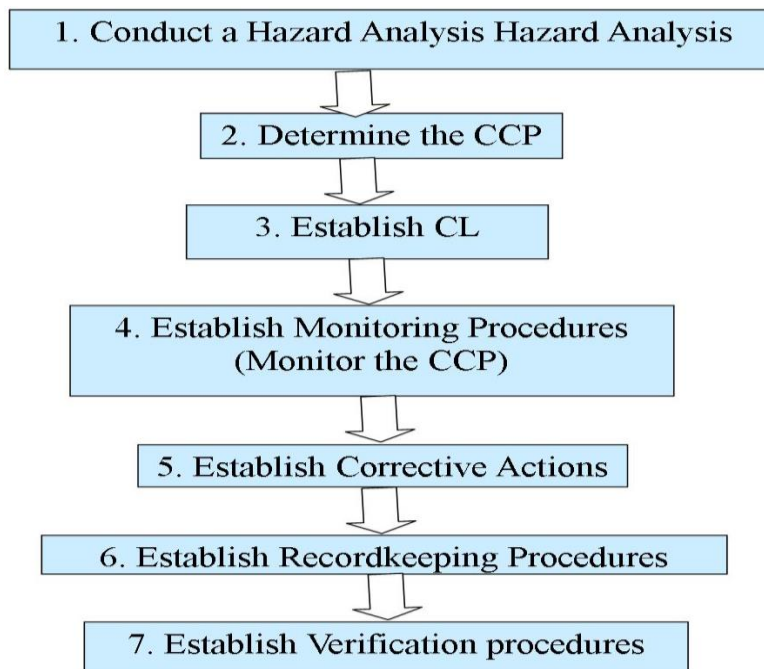 1. Conduct a Hazard Analysis Hazard Analysis
2. Determine the CCP
3. Establish CL
4. Establish Monitoring Procedures
(Monitor the CCP)
5. Establish Corrective Actions
6. Establish Recordkeeping Procedures
7. Establish Verification procedures